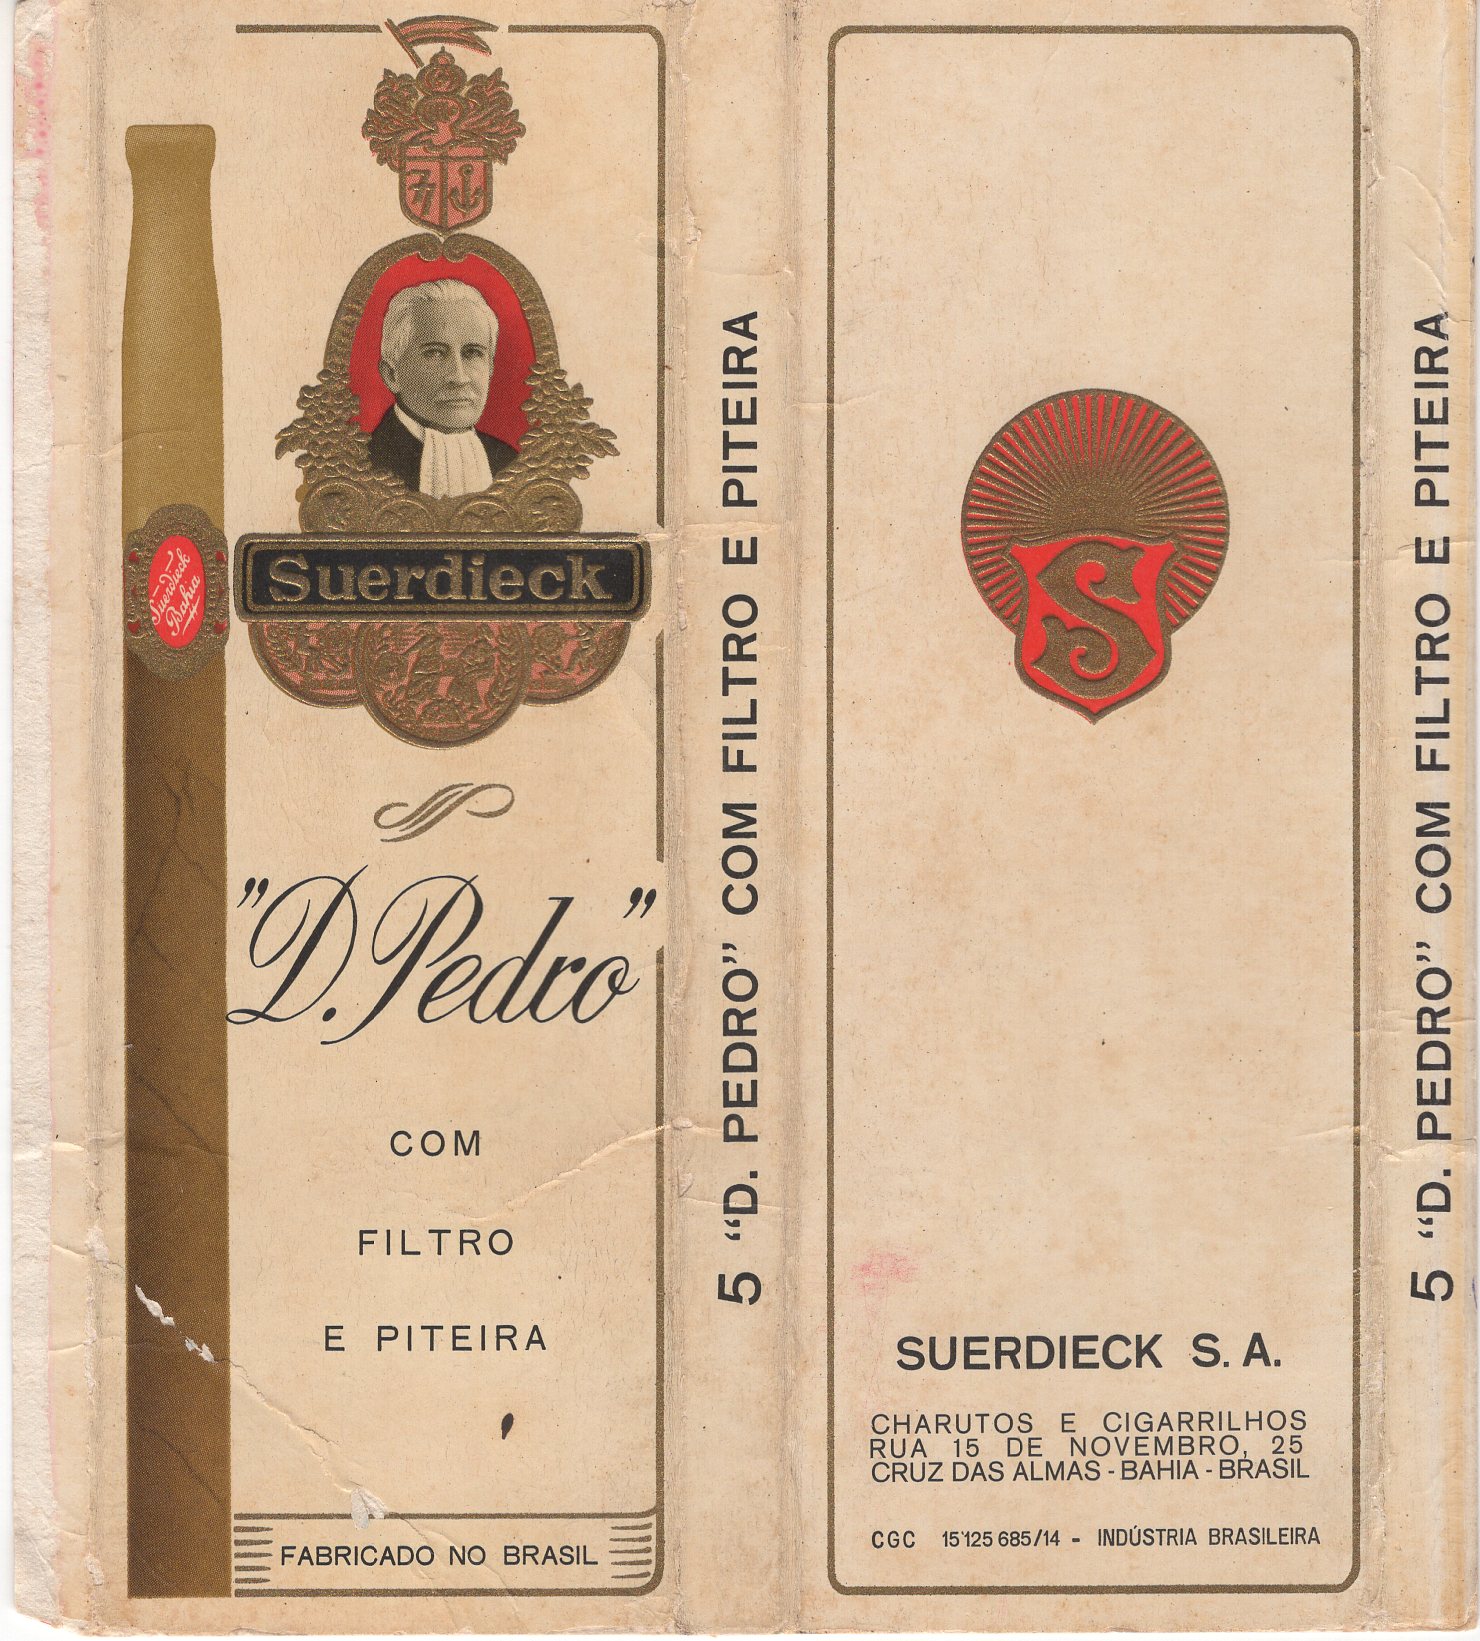 Suerdieck
Bahia
Suerdieck
"D. Pedro"
COM
FILTRO
E PITEIRA
FABRICADO NO BRASIL
5 "D. PEDRO" COM FILTRO E PITEIRA
S
SUERDIECK S. A.
CHARUTOS E CIGARRILHOS
RUA 15 DE NOVEMBRO, 25
CRUZ DAS ALMAS - BAHIA - BRASIL
CGC 15'125 685/14 - INDÚSTRIA BRASILEIRA
5 "D. PEDRO" COM FILTRO E PITEIRA